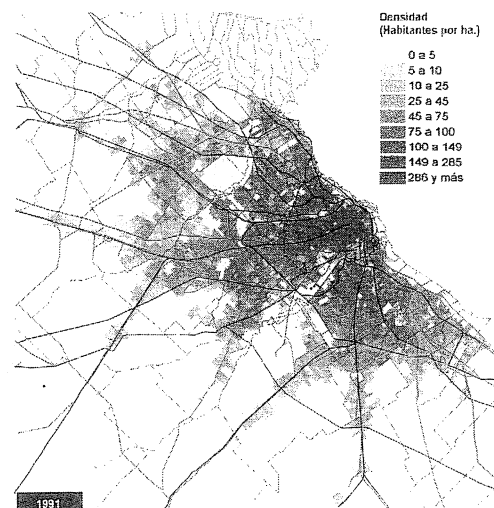 Densidad
(Habitantes por ha.)
0 a 5
5 a 10
10 a 25
25 a 45
45 a 75
75 a 100
100 a 149
149 a 285
286 y más
1991